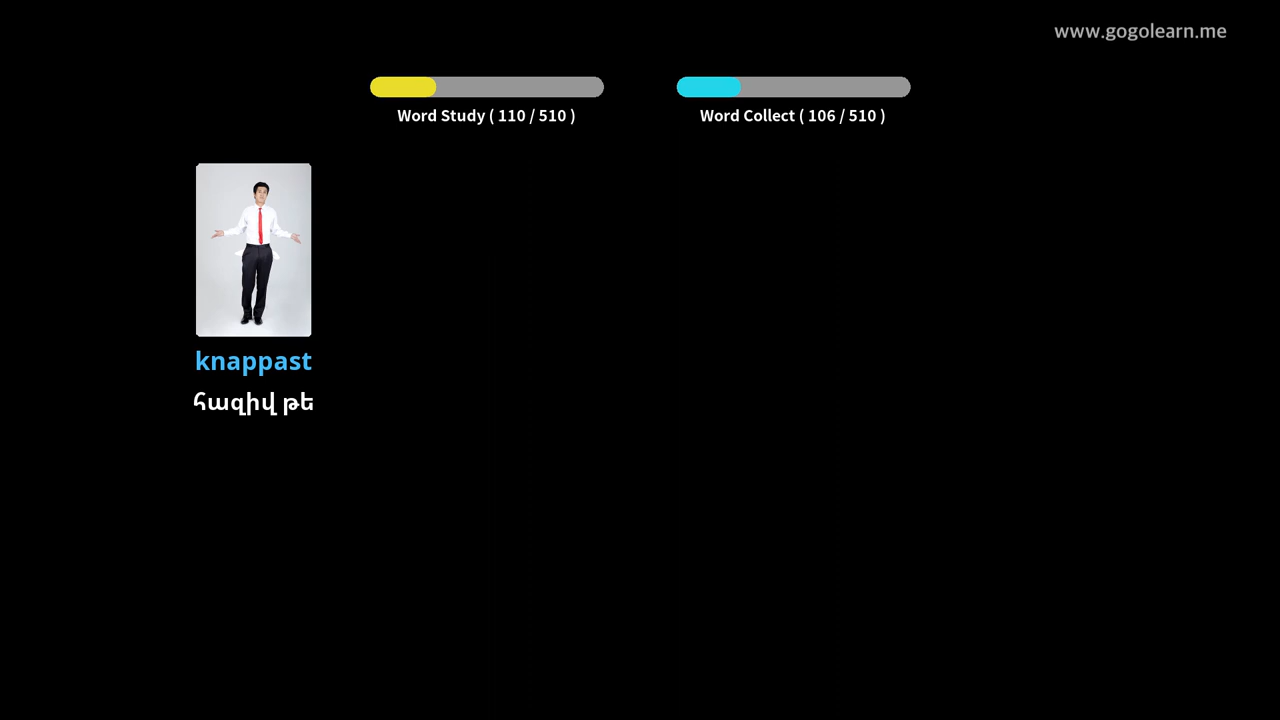 www.gogolearn.me
Word Study ( 110 / 510 )
Word Collect ( 106 / 510 )
knappast
հազիվ թե